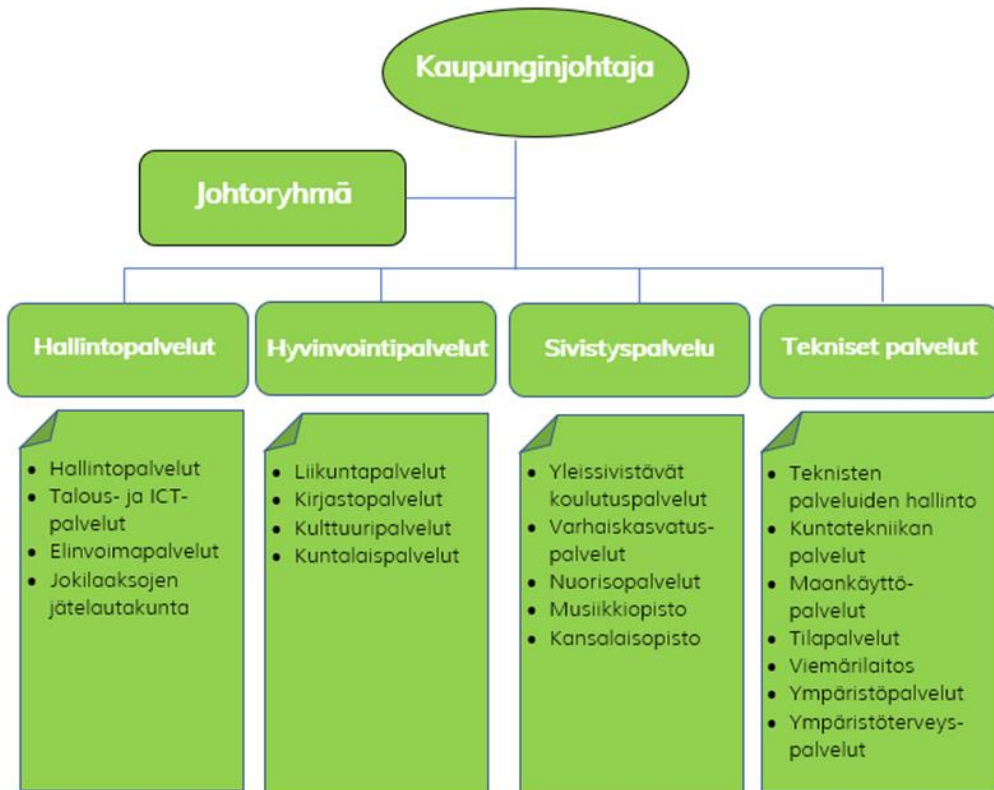 Kaupunginjohtaja
Johtoryhmä
Hallintopalvelut
Hyvinvointipalvelut
Sivistyspalvelu
Tekniset palvelut
• Hallintopalvelut
• Talous- ja ICT-
palvelut
• Elinvoimapalvelut
• Jokilaaksojen
jätelautakunta
• Liikuntapalvelut
• Kirjastopalvelut
• Kulttuuripalvelut
• Kuntalaispalvelut
• Yleissivistävät
koulutuspalvelut
• Varhaiskasvatus-
palvelut
• Nuorisopalvelut
• Musiikkiopisto
• Kansalaisopisto
• Teknisten
palveluiden hallinto
• Kuntatekniikan
palvelut
• Maankäyttö-
palvelut
• Tilapalvelut
• Viemärilaitos
• Ympäristöpalvelut
• Ympäristöterveys-
palvelut